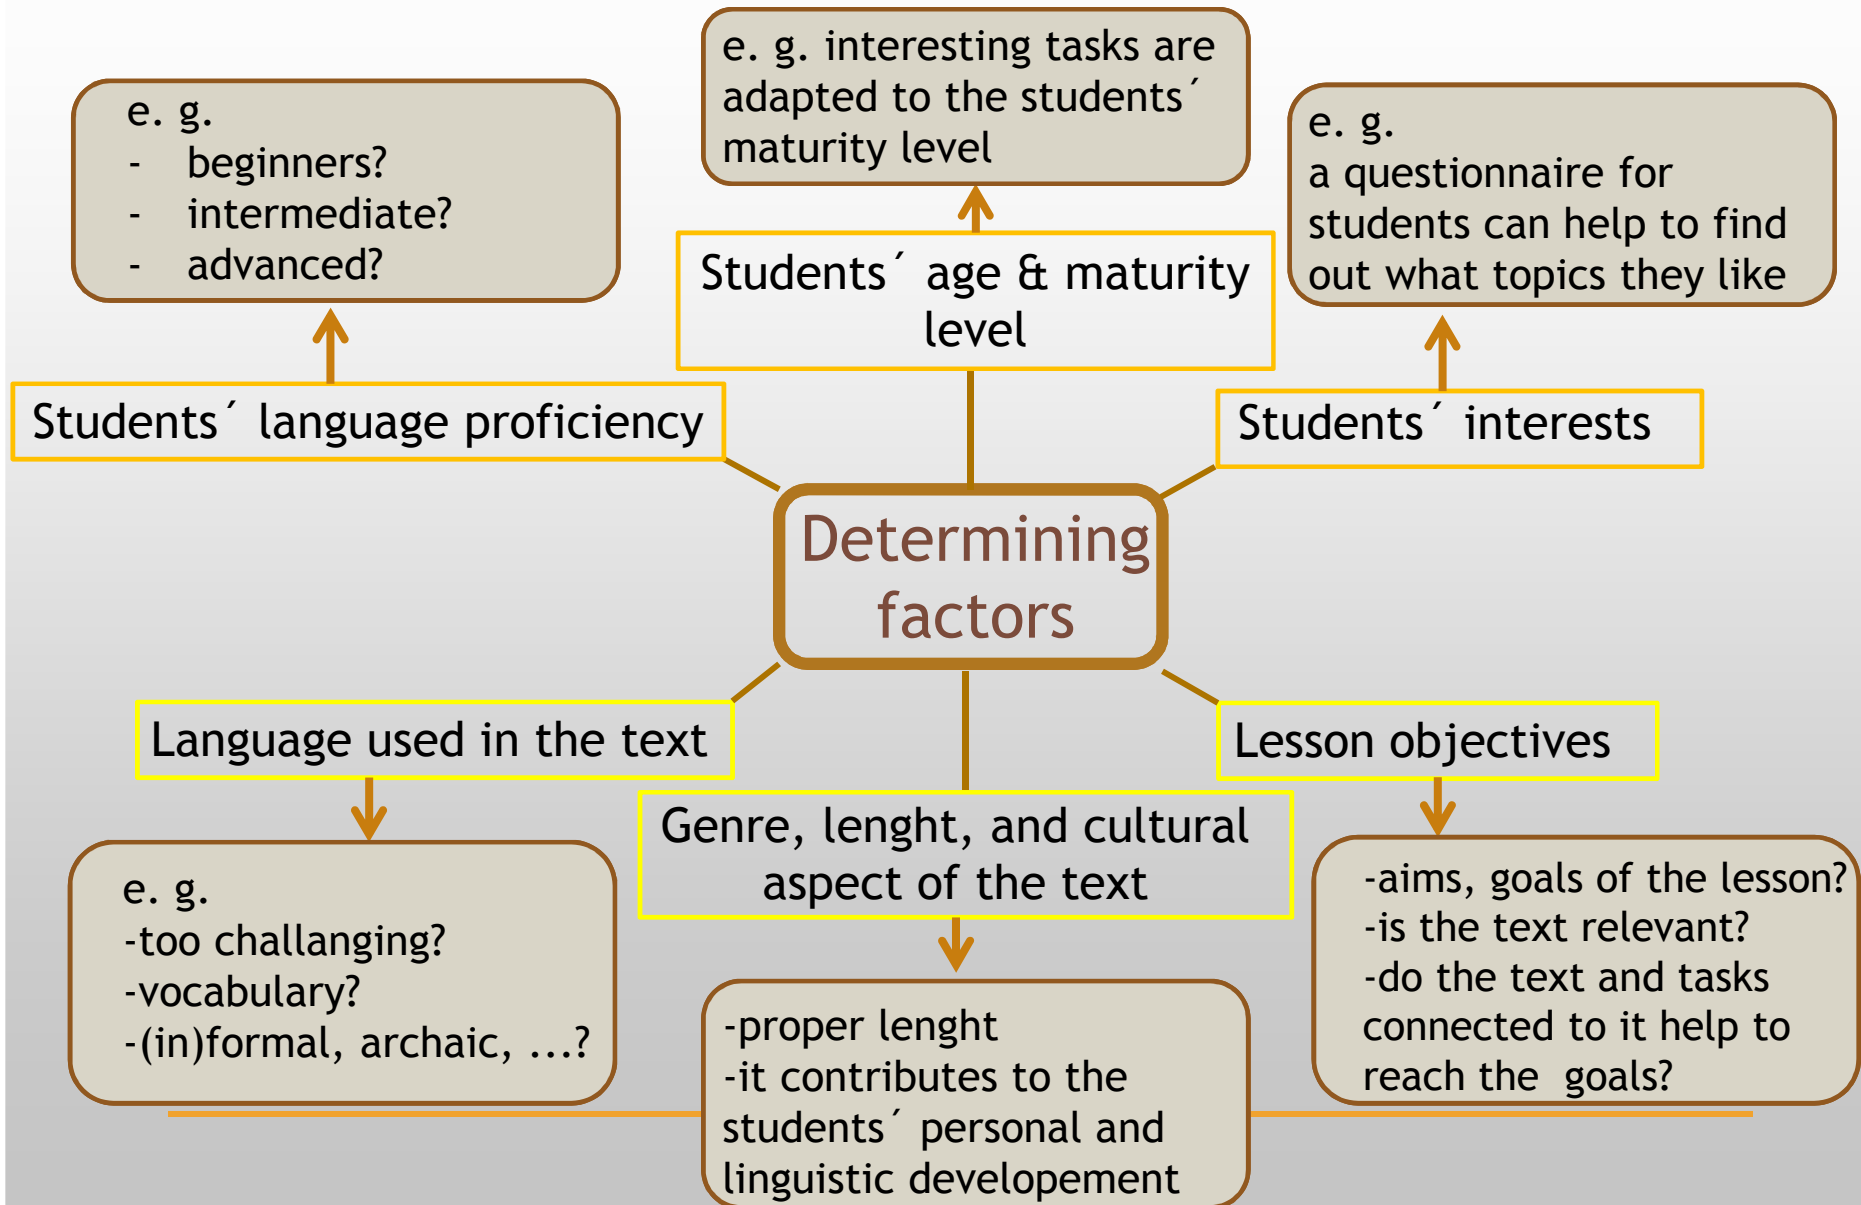 e. g. interesting tasks are
adapted to the students´
maturity level
e. g.
- beginners?
- intermediate?
- advanced?
e. g.
a questionnaire for
students can help to find
out what topics they like
Students´ age & maturity
level
Students´ language proficiency
Students´ interests
Determining
factors
Language used in the text
Lesson objectives
Genre, lenght, and cultural
aspect of the text
e. g.
-too challanging?
-vocabulary?
-(in)formal, archaic, ...?
-proper lenght
-it contributes to the
students´ personal and
linguistic developement
-aims, goals of the lesson?
-is the text relevant?
-do the text and tasks
connected to it help to
reach the goals?